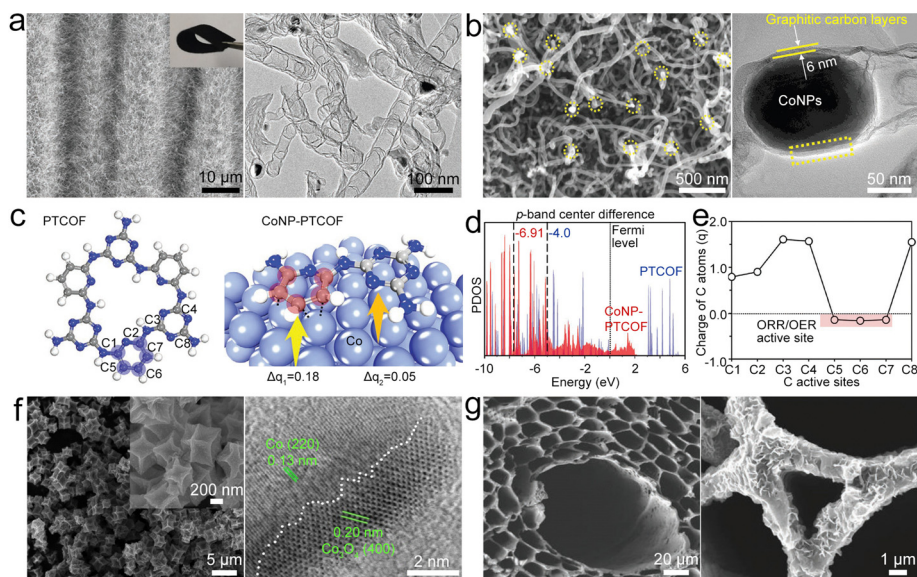 a
10 μm
100 nm
b
Graphitic carbon layers
6 nm
CoNPs
500 nm
50 nm
c
PTCOF
CoNP-PTCOF
C1
C2
C3
C4
C5
C6
C7
C8
Co
Δq₁=0.18
Δq₂=0.05
d
p-band center difference
-6.91
-4.0
Fermi
level
PTCOF
CoNP-
PTCOF
PDOS
-10 -8 -6 -4 -2 0 2 4 6
Energy (eV)
e
Charge of C atoms (q)
2.0
1.0
0.0
-1.0
ORR/OER
active site
C1 C2 C3 C4 C5 C6 C7 C8
C active sites
f
200 nm
5 μm
Co (220)
0.13 nm
0.20 nm
Co₃O₄ (400)
2 nm
g
20 μm
1 μm